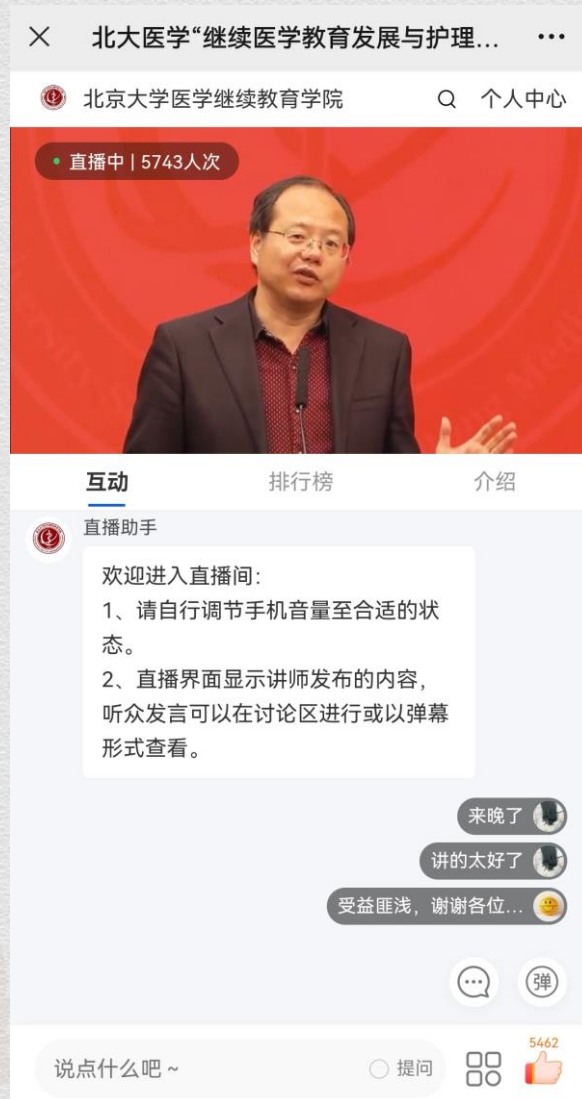 北大医学“继续医学教育发展与护理...
北京大学医学继续教育学院
个人中心
直播中 | 5743人次
互动
排行榜
介绍
直播助手
欢迎进入直播间:
1、请自行调节手机音量至合适的状
态。
2、直播界面显示讲师发布的内容，
听众发言可以在讨论区进行或以弹幕
形式查看。
来晚了
讲的太好了
受益匪浅，谢谢各位...
弹
说点什么吧~
提问
5462